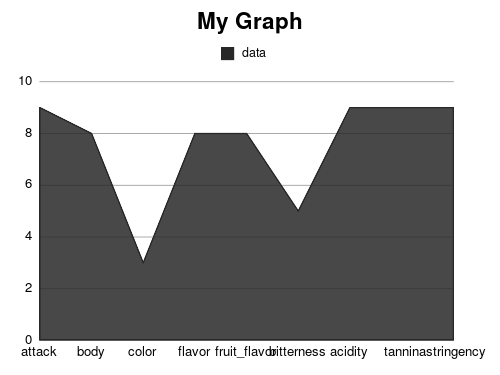 My Graph
data
10
8
6
4
2
0
attack body color flavor fruit_flavor bitterness acidity tannin astringency